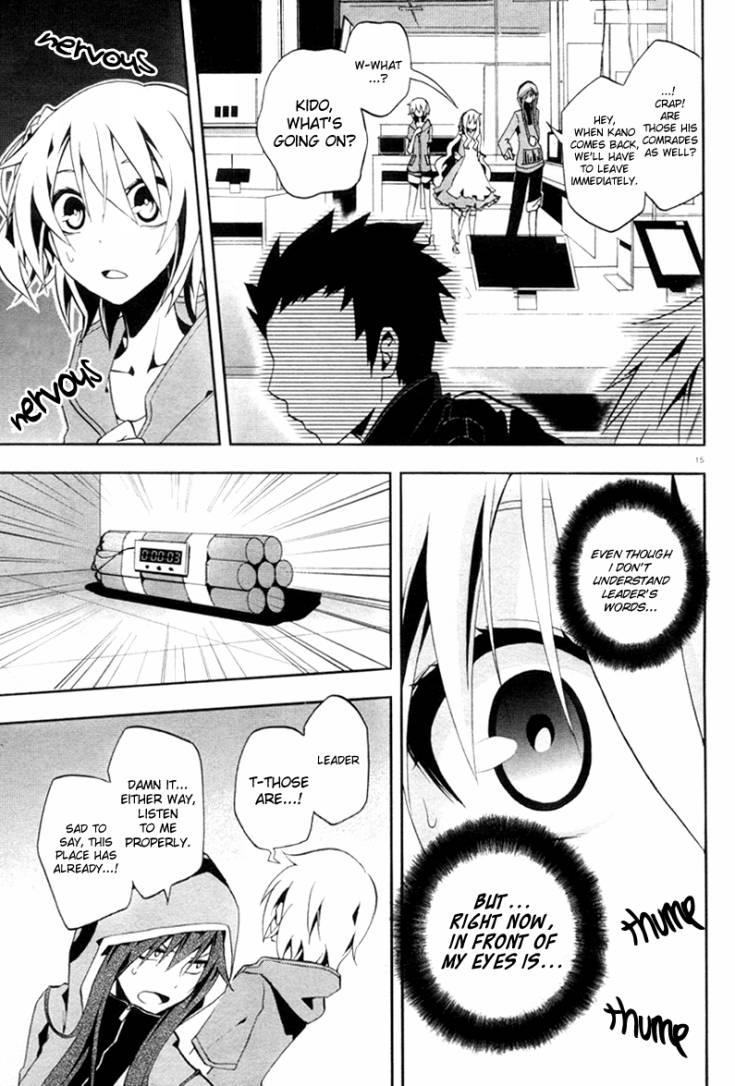 ...!
CRAP!
ARE
THOSE HIS
COMRADES
AS WELL?
HEY,
WHEN KANO
COMES BACK,
WE'LL HAVE
TO LEAVE
IMMEDIATELY.
W-WHAT
...?
KIDO,
WHAT'S
GOING ON?
nervous
nervous
15
EVEN THOUGH
I DON'T
UNDERSTAND
LEADER'S
WORDS...
BUT...
RIGHT NOW,
IN FRONT OF
MY EYES IS...
thump
thump
00003
LEADER
T-THOSE
ARE...!
DAMN IT...
EITHER WAY,
LISTEN
TO ME
PROPERLY.
SAD TO
SAY, THIS
PLACE HAS
ALREADY...!